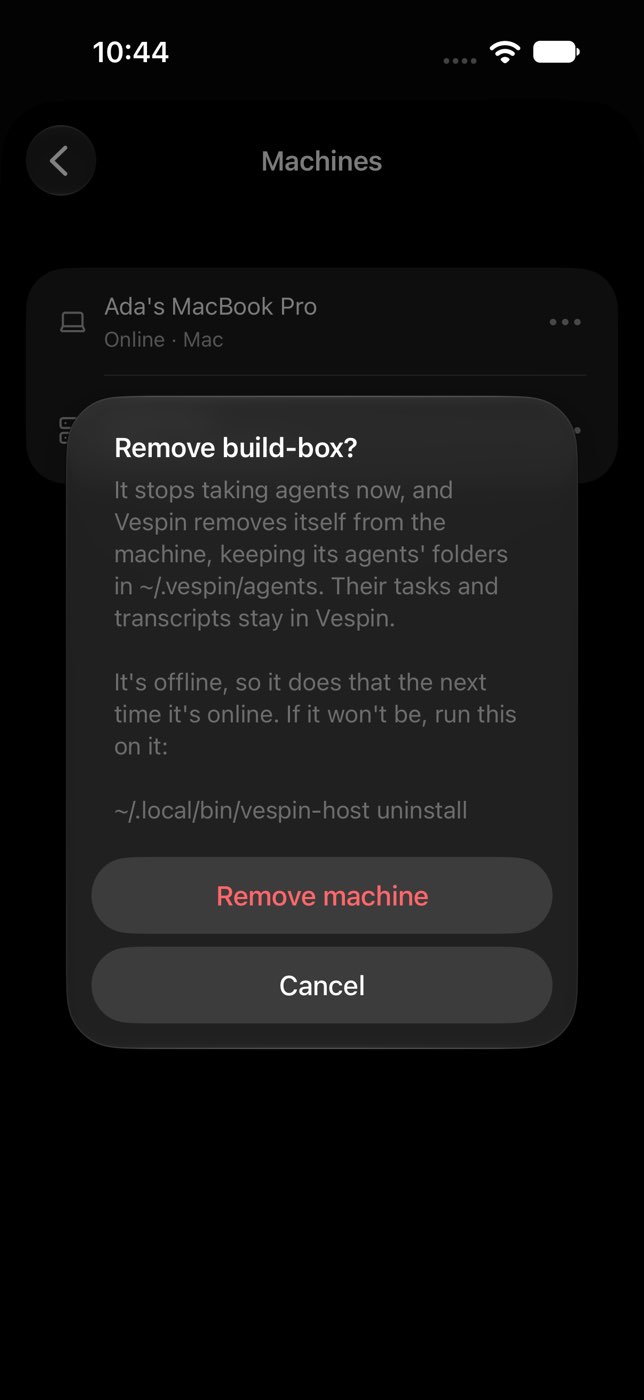 10:44
Machines
Ada's MacBook Pro
Online · Mac
Remove build-box?
It stops taking agents now, and
Vespin removes itself from the
machine, keeping its agents' folders
in ~/.vespin/agents. Their tasks and
transcripts stay in Vespin.
It's offline, so it does that the next
time it's online. If it won't be, run this
on it:
~/.local/bin/vespin-host uninstall
Remove machine
Cancel